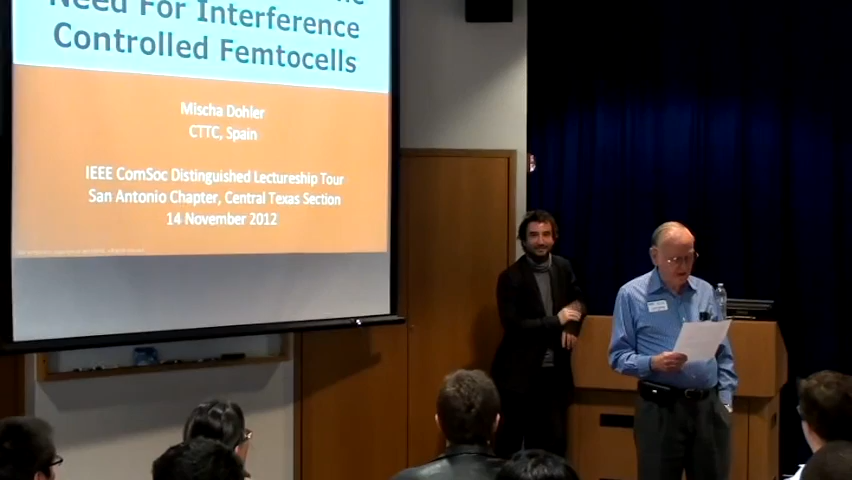 Need For Interference
Controlled Femtocells
Mischa Dohler
CTTC, Spain
IEEE ComSoc Distinguished Lectureship Tour
San Antonio Chapter, Central Texas Section
14 November 2012